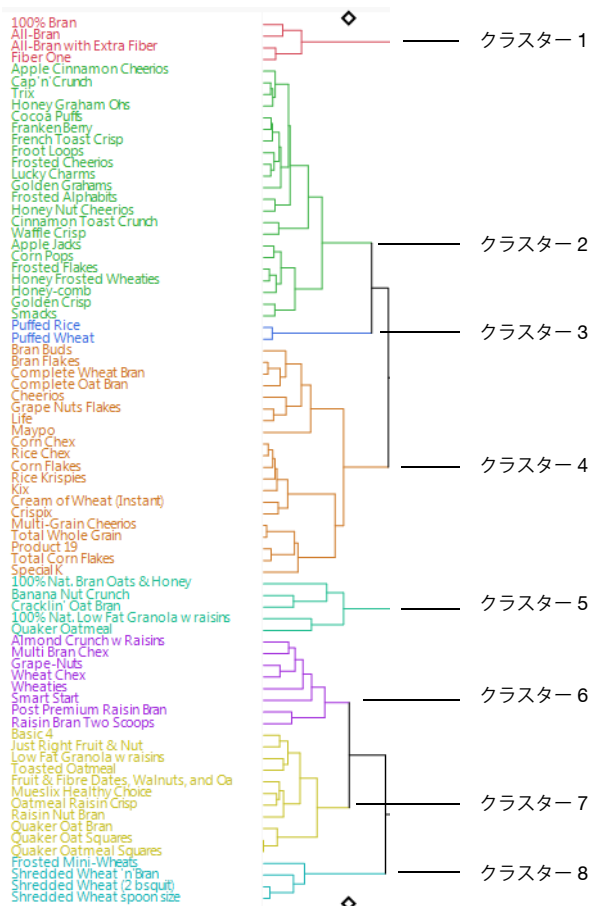 100% Bran
All-Bran
All-Bran with Extra Fiber
Fiber One
Apple Cinnamon Cheerios
Cap'n'Crunch
Trix
Honey Graham Ohs
Cocoa Puffs
Franken Berry
French Toast Crisp
Froot Loops
Frosted Cheerios
Lucky Charms
Golden Grahams
Frosted Alphabits
Honey Nut Cheerios
Cinnamon Toast Crunch
Waffle Crisp
Apple Jacks
Corn Pops
Frosted Flakes
Honey Frosted Wheaties
Honey-comb
Golden Crisp
Smacks
Puffed Rice
Puffed Wheat
Bran Buds
Bran Flakes
Complete Wheat Bran
Complete Oat Bran
Cheerios
Grape Nuts Flakes
Life
Maypo
Corn Chex
Rice Chex
Corn Flakes
Rice Krispies
Kix
Cream of Wheat (Instant)
Crispix
Multi-Grain Cheerios
Total Whole Grain
Product 19
Total Corn Flakes
Special K
100% Nat. Bran Oats & Honey
Banana Nut Crunch
Cracklin' Oat Bran
100% Nat. Low Fat Granola w raisins
Quaker Oatmeal
Almond Crunch w Raisins
Multi Bran Chex
Grape-Nuts
Wheat Chex
Wheaties
Smart Start
Post Premium Raisin Bran
Raisin Bran Two Scoops
Basic 4
Just Right Fruit & Nut
Low Fat Granola w raisins
Toasted Oatmeal
Fruit & Fibre Dates, Walnuts, and Oa
Mueslix Healthy Choice
Oatmeal Raisin Crisp
Raisin Nut Bran
Quaker Oat Bran
Quaker Oat Squares
Quaker Oatmeal Squares
Frosted Mini-Wheats
Shredded Wheat 'n'Bran
Shredded Wheat (2 bsquit)
Shredded Wheat spoon size
クラスター 1
クラスター 2
クラスター 3
クラスター 4
クラスター 5
クラスター 6
クラスター 7
クラスター 8